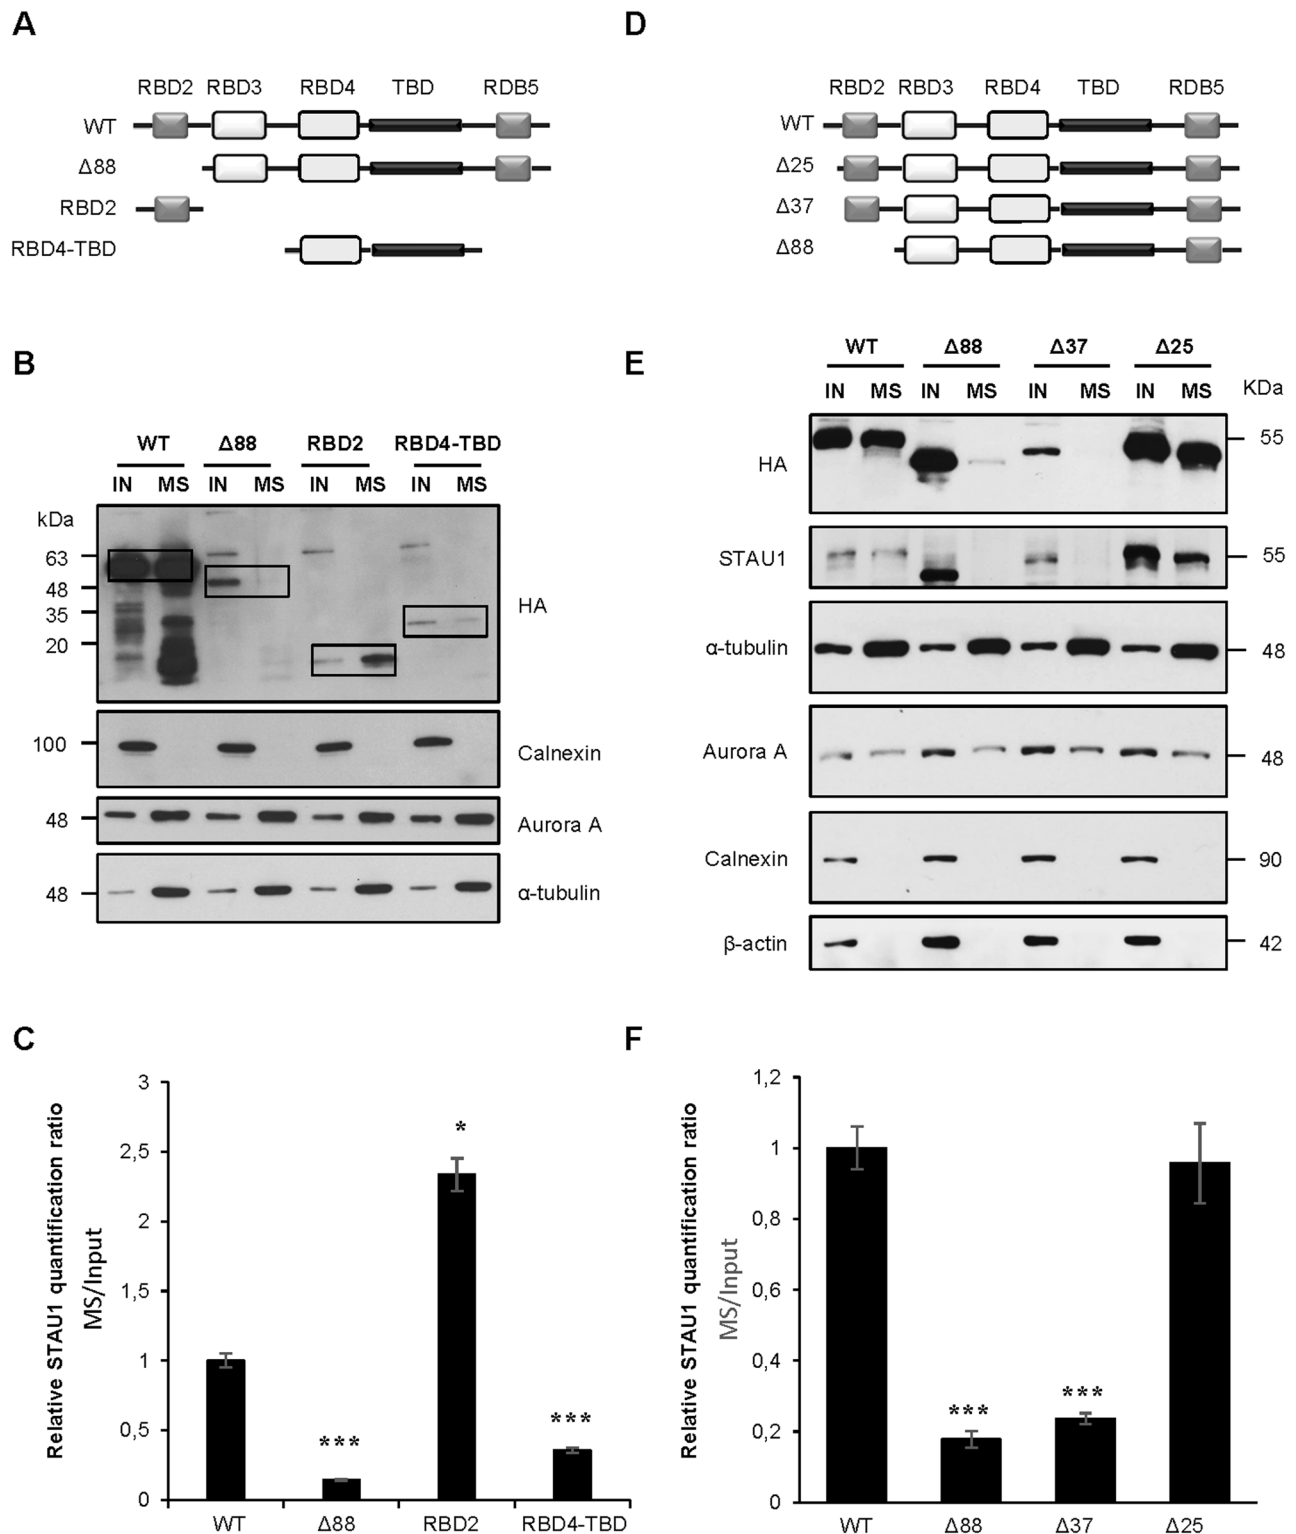 A
RBD2 RBD3 RBD4 TBD RDB5
WT
Δ88
RBD2
RBD4-TBD
D
RBD2 RBD3 RBD4 TBD RDB5
WT
Δ25
Δ37
Δ88
B
WT Δ88 RBD2 RBD4-TBD
IN MS IN MS IN MS IN MS
kDa
63
48
35
20
HA
100
Calnexin
48
Aurora A
48
α-tubulin
E
WT Δ88 Δ37 Δ25
IN MS IN MS IN MS IN MS
KDa
HA
55
STAU1
55
α-tubulin
48
Aurora A
48
Calnexin
90
β-actin
42
C
Relative STAU1 quantification ratio
MS/Input
3
2,5
2
1,5
1
0,5
0
***
*
***
WT Δ88 RBD2 RBD4-TBD
F
Relative STAU1 quantification ratio
MS/Input
1,2
1
0,8
0,6
0,4
0,2
0
***
***
WT Δ88 Δ37 Δ25